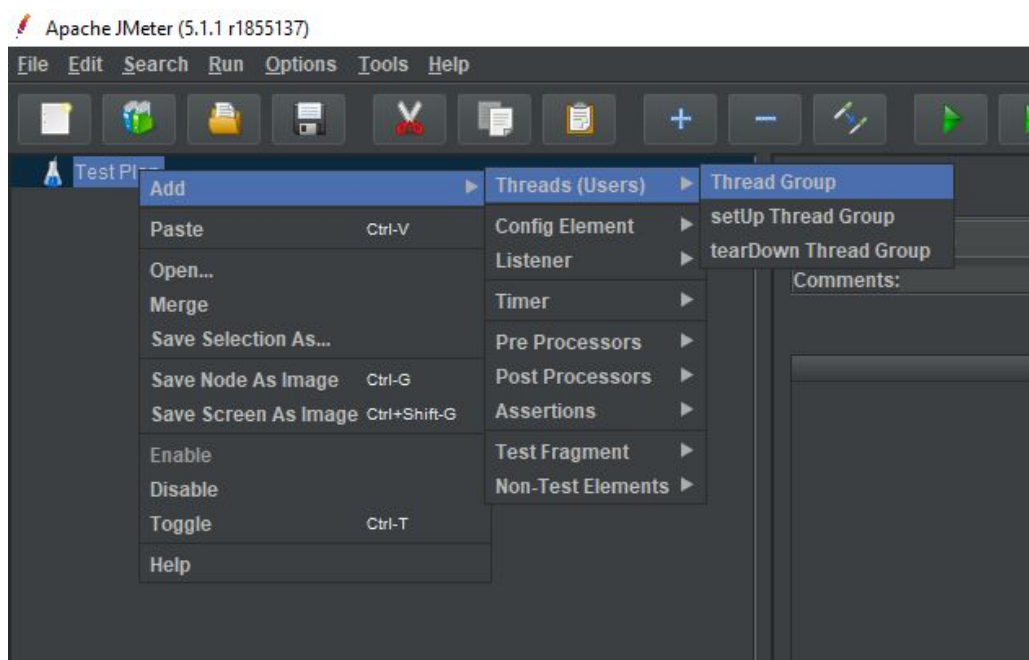 Apache JMeter (5.1.1 r1855137)
File Edit Search Run Options Tools Help
Test Pl
Add
Paste Ctrl-V
Open...
Merge
Save Selection As...
Save Node As Image Ctrl-G
Save Screen As Image Ctrl+Shift-G
Enable
Disable
Toggle Ctrl-T
Help
Threads (Users)
Config Element
Listener
Timer
Pre Processors
Post Processors
Assertions
Test Fragment
Non-Test Elements
Thread Group
setUp Thread Group
tearDown Thread Group
Comments: